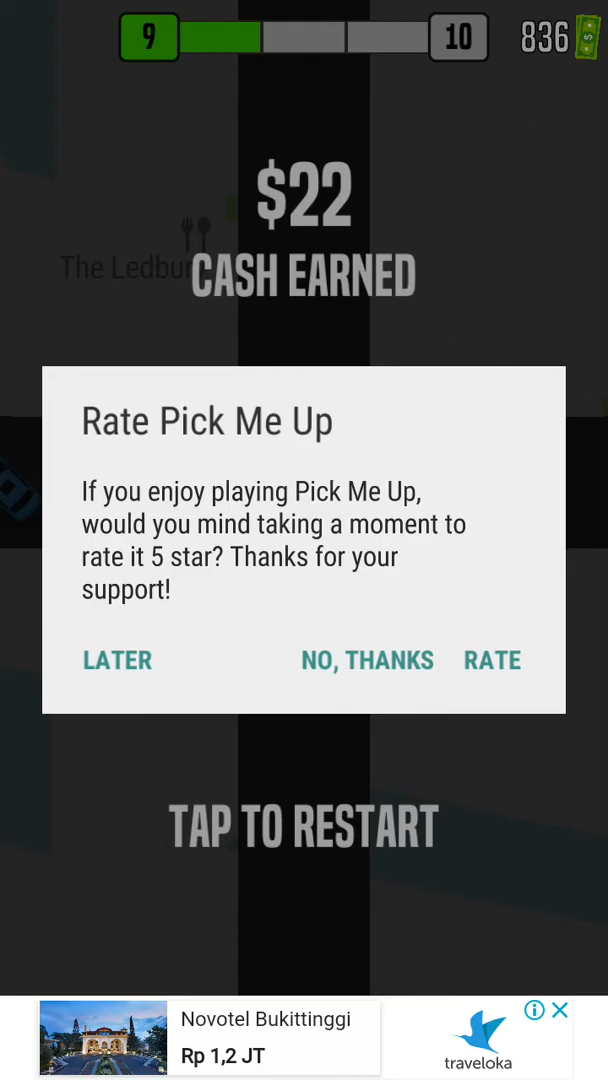 9
10
836
$22
The Ledbur
CASH EARNED
Rate Pick Me Up
If you enjoy playing Pick Me Up,
would you mind taking a moment to
rate it 5 star? Thanks for your
support!
LATER
NO, THANKS
RATE
TAP TO RESTART
Novotel Bukittinggi
Rp 1,2 JT
traveloka